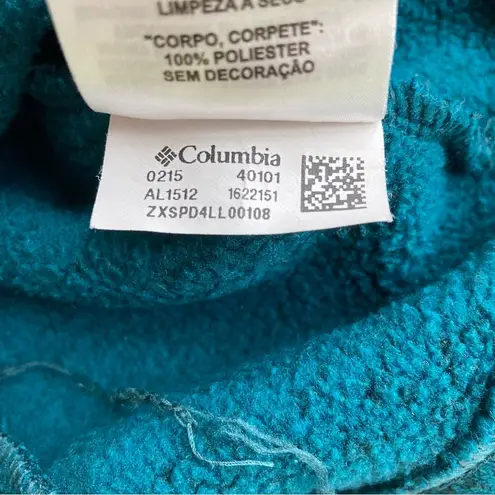 LIMPEZA A SECO
"CORPO, CORPETE":
100% POLIESTER
SEM DECORAÇÃO
Columbia
0215 40101
AL1512 1622151
ZXSPD4LL00108